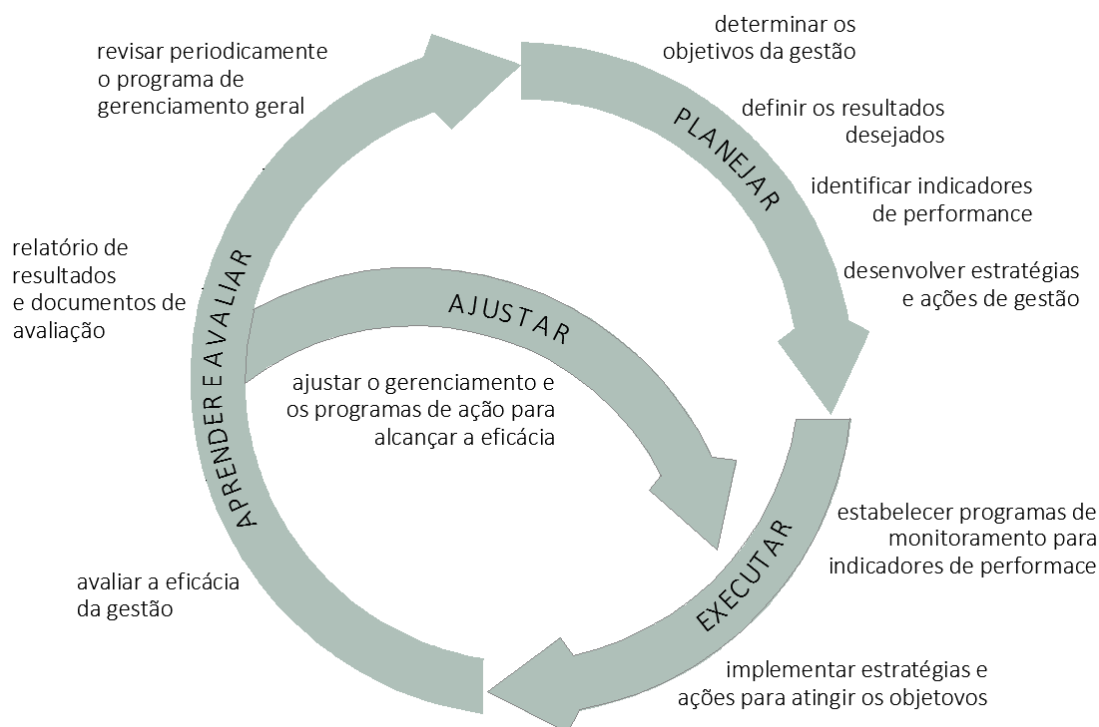 determinar os
objetivos da gestão
PLANEJAR
definir os resultados
desejados
identificar indicadores
de performance
desenvolver estratégias
e ações de gestão
EXECUTAR
estabelecer programas de
monitoramento para
indicadores de performace
implementar estratégias e
ações para atingir os objetovos
APRENDER E AVALIAR
avaliar a eficácia
da gestão
relatório de
resultados
e documentos de
avaliação
revisar periodicamente
o programa de
gerenciamento geral
AJUSTAR
ajustar o gerenciamento e
os programas de ação para
alcançar a eficácia